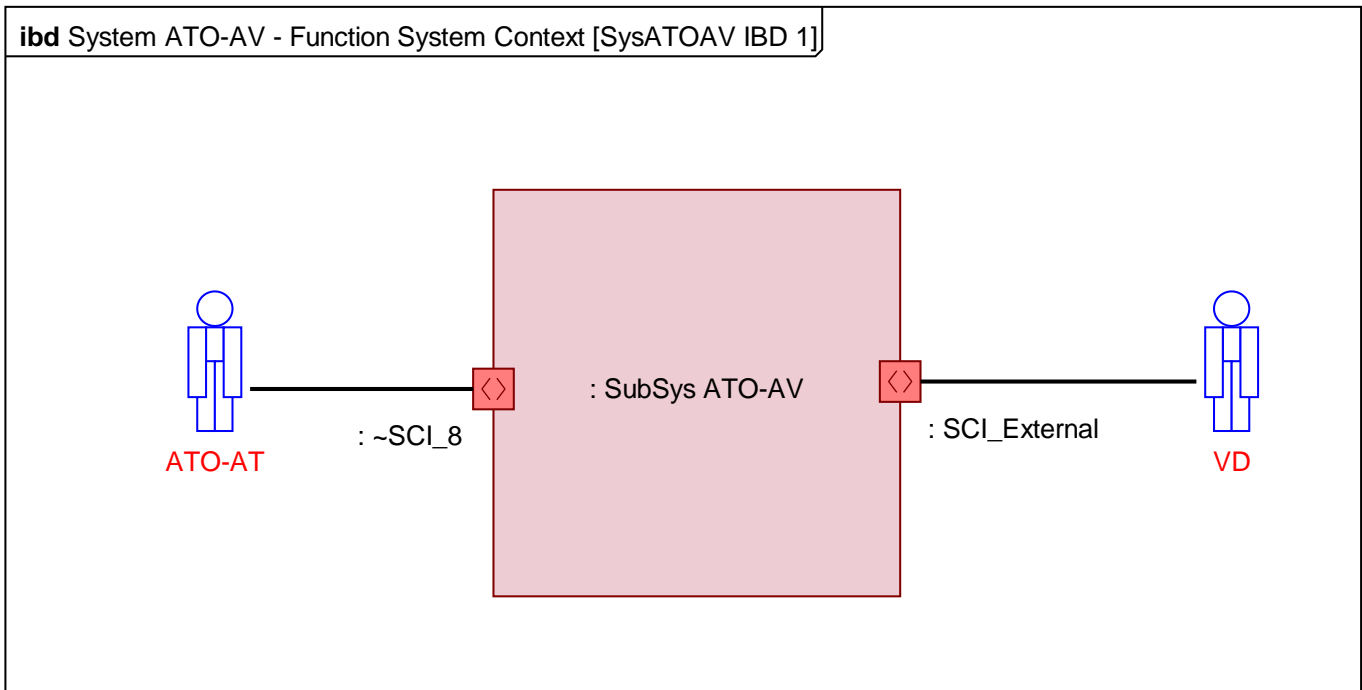 ibd System ATO-AV - Function System Context [SysATOAV IBD 1]
: SubSys ATO-AV
: ~SCI_8
: SCI_External
ATO-AT
VD